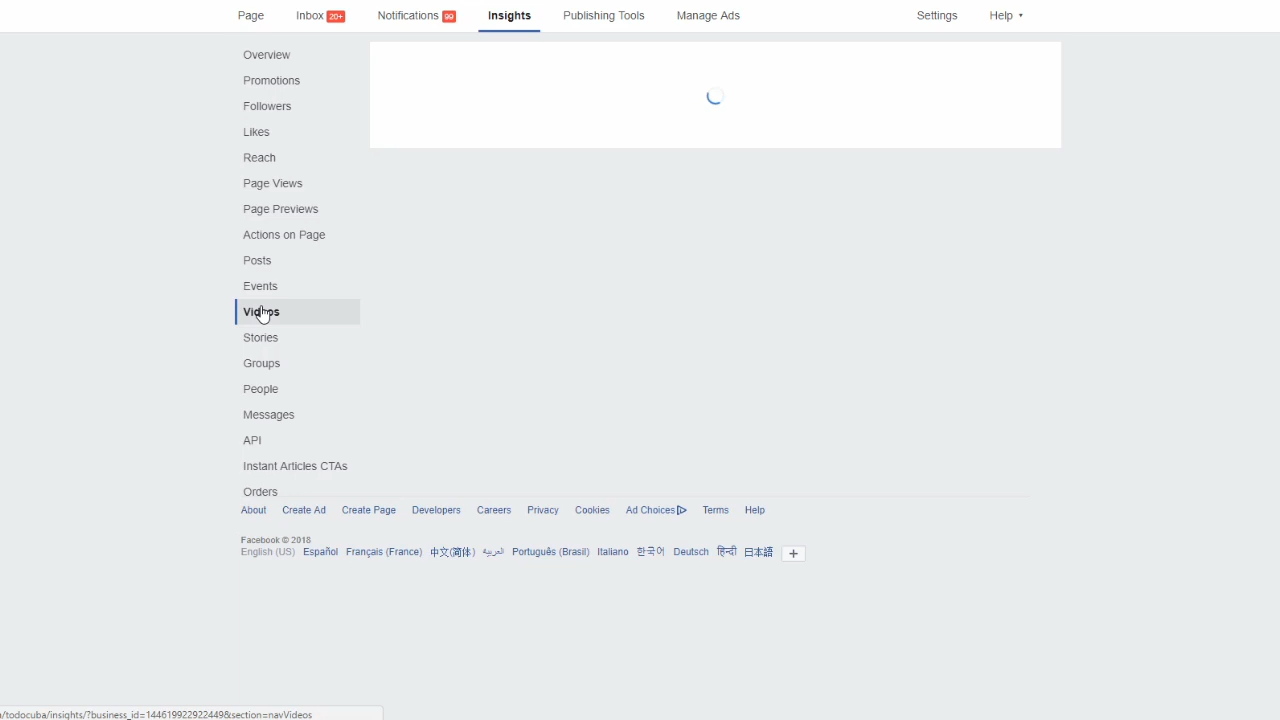 Page Inbox 20+ Notifications 99 Insights Publishing Tools Manage Ads Settings Help
Overview
Promotions
Followers
Likes
Reach
Page Views
Page Previews
Actions on Page
Posts
Events
Videos
Stories
Groups
People
Messages
API
Instant Articles CTAs
Orders
About Create Ad Create Page Developers Careers Privacy Cookies Ad Choices Terms Help
Facebook © 2018
English (US) Español Français (France) 中文(简体) العربية Português (Brasil) Italiano 한국어 Deutsch हिन्दी 日本語 +
/todocuba/insights/?business_id=144619922922449&section=navVideos